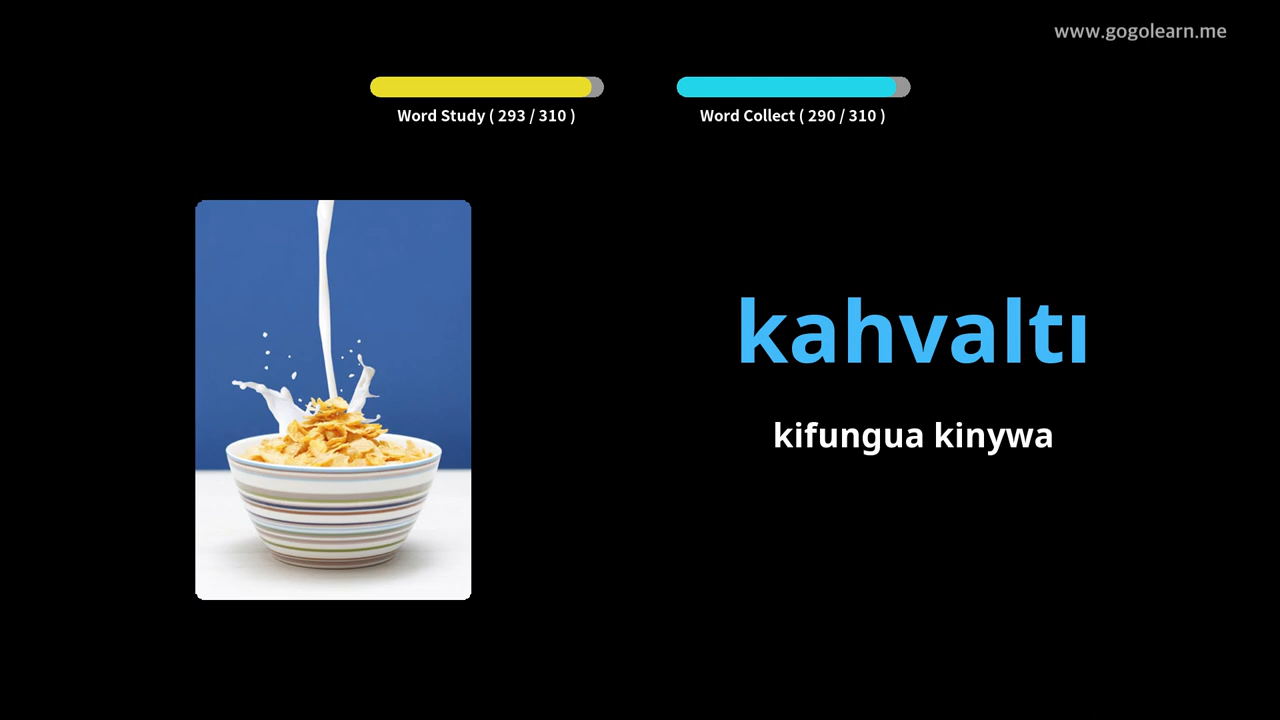 www.gogolearn.me
Word Study ( 293 / 310 )
Word Collect ( 290 / 310 )
kahvaltı
kifungua kinywa